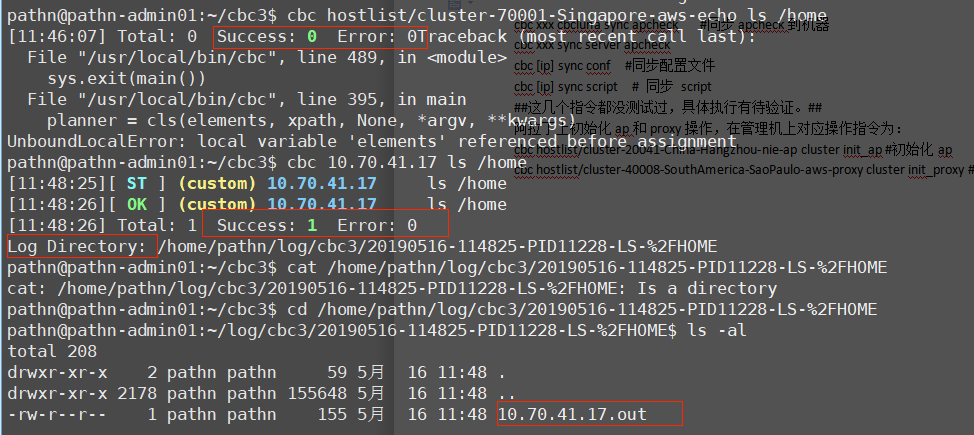 pathn@pathn-admin01:~/cbc3$ cbc hostlist/cluster-70001-Singapore-aws-echo ls /home
[11:46:07] Total: 0  Success: 0  Error: 0Traceback (most recent call last):
  File "/usr/local/bin/cbc", line 489, in <module>
    sys.exit(main())
  File "/usr/local/bin/cbc", line 395, in main
    planner = cls(elements, xpath, None, *argv, **kwargs)
UnboundLocalError: local variable 'elements' referenced before assignment
pathn@pathn-admin01:~/cbc3$ cbc 10.70.41.17 ls /home
[11:48:25][ ST ] (custom) 10.70.41.17     ls /home
[11:48:26][ OK ] (custom) 10.70.41.17     ls /home
[11:48:26] Total: 1  Success: 1  Error: 0
Log Directory: /home/pathn/log/cbc3/20190516-114825-PID11228-LS-%2FHOME
pathn@pathn-admin01:~/cbc3$ cat /home/pathn/log/cbc3/20190516-114825-PID11228-LS-%2FHOME
cat: /home/pathn/log/cbc3/20190516-114825-PID11228-LS-%2FHOME: Is a directory
pathn@pathn-admin01:~/cbc3$ cd /home/pathn/log/cbc3/20190516-114825-PID11228-LS-%2FHOME
pathn@pathn-admin01:~/log/cbc3/20190516-114825-PID11228-LS-%2FHOME$ ls -al
total 208
drwxr-xr-x    2 pathn pathn     59 5月  16 11:48 .
drwxr-xr-x 2178 pathn pathn 155648 5月  16 11:48 ..
-rw-r--r--    1 pathn pathn    155 5月  16 11:48 10.70.41.17.out
cbc xxx cbcluna sync apcheck    #同步 apcheck 到机器
cbc xxx sync server apcheck
cbc [ip] sync conf   #同步配置文件
cbc [ip] sync script   # 同步 script
##这几个指令都没测试过，具体执行有待验证。##
上初始化 ap 和 proxy 操作，在管理机上对应操作指令为：
cbc hostlist/cluster-20041-China-Hangzhou-nie-ap cluster init_ap #初始化 ap
cbc hostlist/cluster-40008-SouthAmerica-SaoPaulo-aws-proxy cluster init_proxy #